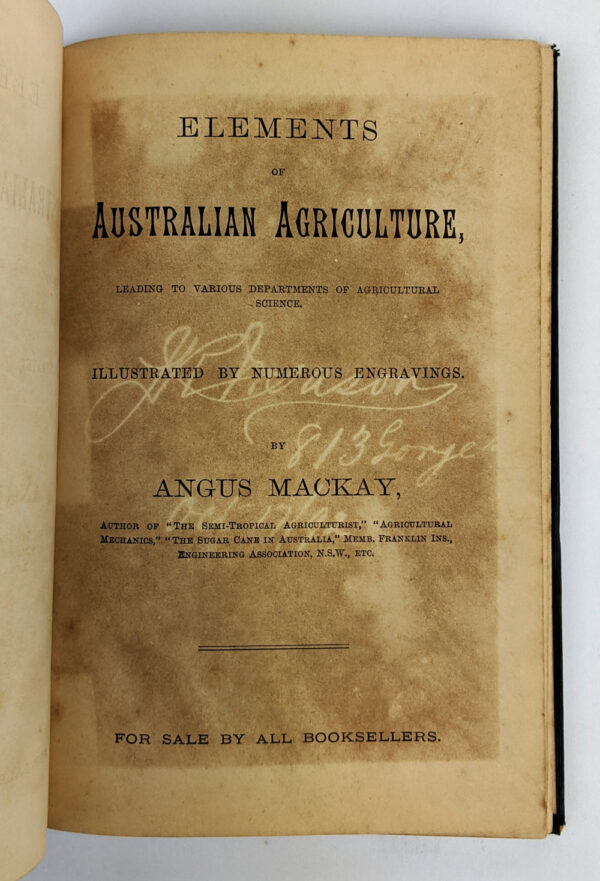 ELEMENTS
OF
AUSTRALIAN AGRICULTURE,
LEADING TO VARIOUS DEPARTMENTS OF AGRICULTURAL
SCIENCE.
ILLUSTRATED BY NUMEROUS ENGRAVINGS.
813
BY
ANGUS MACKAY,
AUTHOR OF "THE SEMI-TROPICAL AGRICULTURIST," "AGRICULTURAL
MECHANICS," "THE SUGAR CANE IN AUSTRALIA," MEMB. FRANKLIN INS.,
ENGINEERING ASSOCIATION, N.S.W., ETC.
FOR SALE BY ALL BOOKSELLERS.